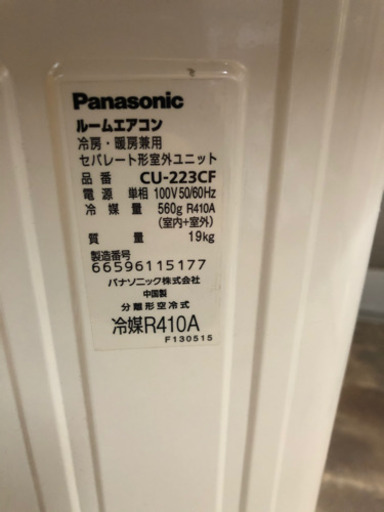 Panasonic
ルームエアコン
冷房・暖房兼用
セパレート形室外ユニット
品 番 CU-223CF
電 源 単相 100V 50/60Hz
冷 媒 量 560g R410A
(室内+室外)
質 量 19kg
製造番号
66596115177
パナソニック株式会社
中国製
分離形空冷式
冷媒R410A
F130515